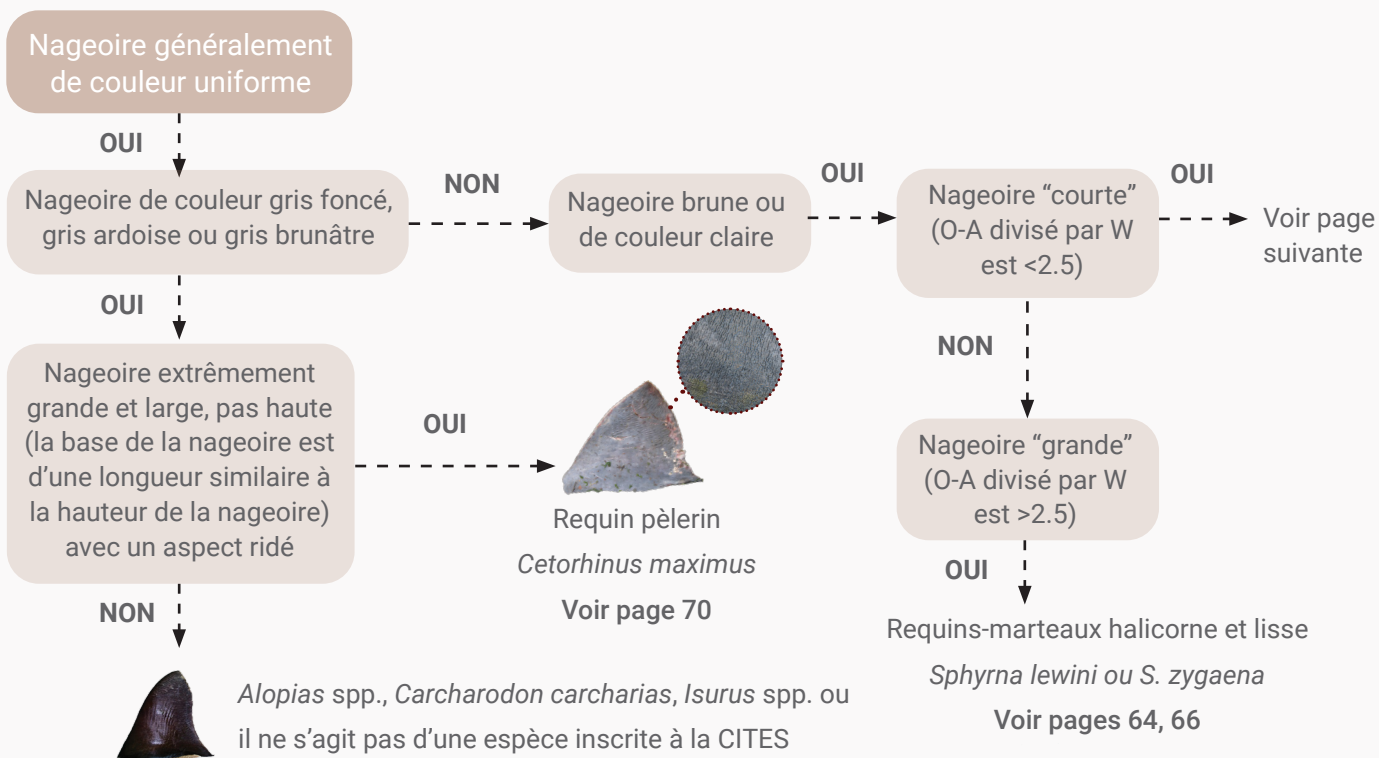 Nageoire généralement
de couleur uniforme
OUI
Nageoire de couleur gris foncé,
gris ardoise ou gris brunâtre
NON
Nageoire brune ou
de couleur claire
OUI
Nageoire “courte”
(O-A divisé par W
est <2.5)
OUI
Voir page
suivante
OUI
Nageoire extrêmement
grande et large, pas haute
(la base de la nageoire est
d’une longueur similaire à
la hauteur de la nageoire)
avec un aspect ridé
OUI
Requin pèlerin
Cetorhinus maximus
Voir page 70
NON
Nageoire “grande”
(O-A divisé par W
est >2.5)
OUI
Requins-marteaux halicorne et lisse
Sphyrna lewini ou S. zygaena
Voir pages 64, 66
NON
Alopias spp., Carcharodon carcharias, Isurus spp. ou
il ne s'agit pas d’une espèce inscrite à la CITES